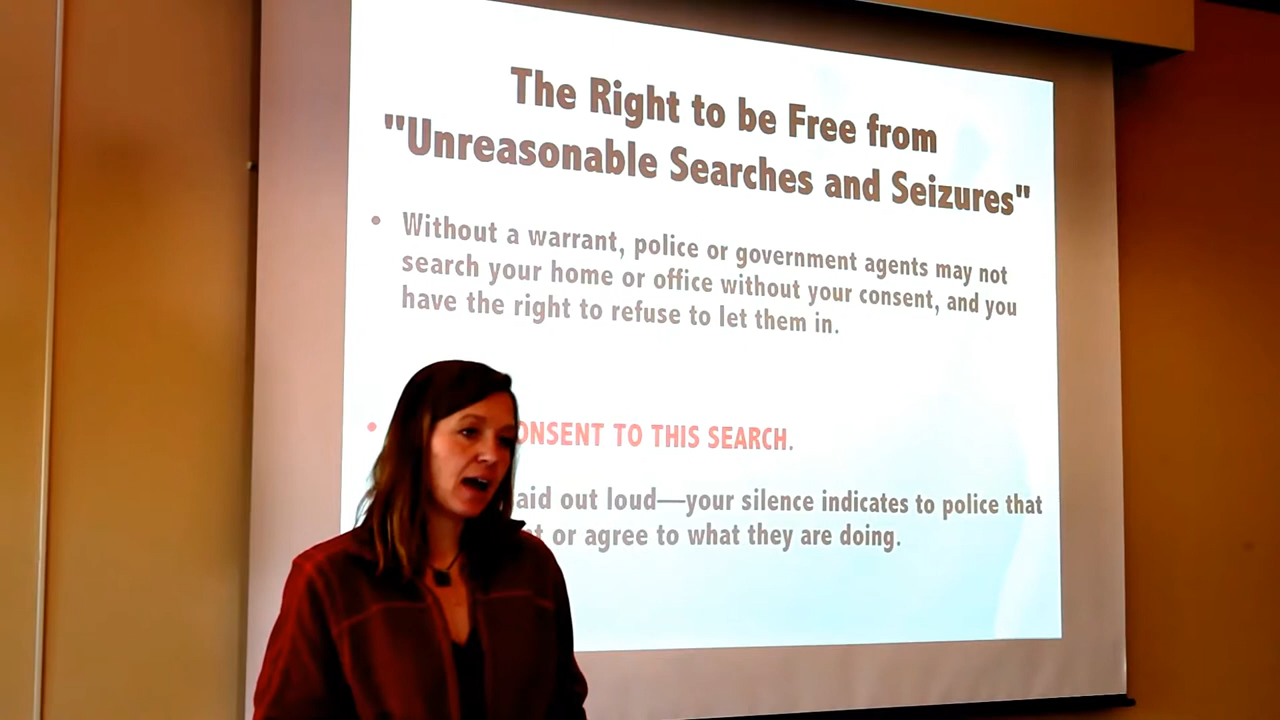 The Right to be Free from
"Unreasonable Searches and Seizures"
• Without a warrant, police or government agents may not
search your home or office without your consent, and you
have the right to refuse to let them in.
• ONSENT TO THIS SEARCH.
aid out loud—your silence indicates to police that
or agree to what they are doing.